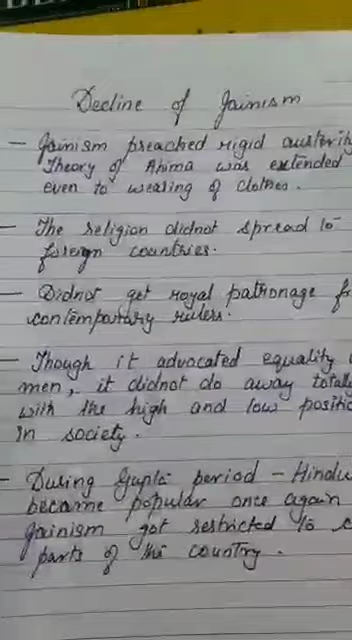 Decline of Jainism
– Jainism preached rigid austerit
Theory of Ahima was extended
even to wearing of clothes.
– The religion didnot spread to
foreign countries.
– Didnot get royal patronage
contemporary rulers.
– Though it advocated equality
men, it didnot do away totall
with the high and low positio
in society.
– During Gupta period – Hindu
became popular once again
Jainism got restricted to
parts of the country.